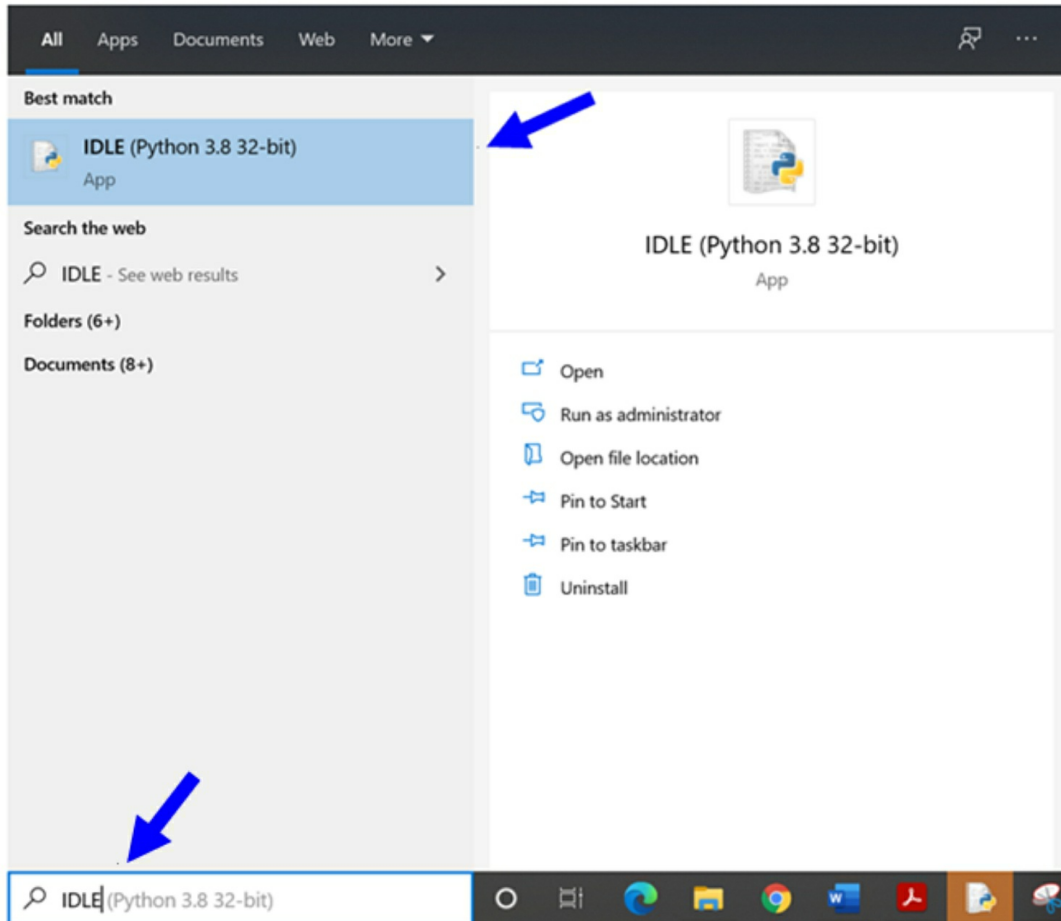 All Apps Documents Web More
Best match
IDLE (Python 3.8 32-bit)
App
Search the web
IDLE - See web results
Folders (6+)
Documents (8+)
IDLE (Python 3.8 32-bit)
App
Open
Run as administrator
Open file location
Pin to Start
Pin to taskbar
Uninstall
IDLE (Python 3.8 32-bit)